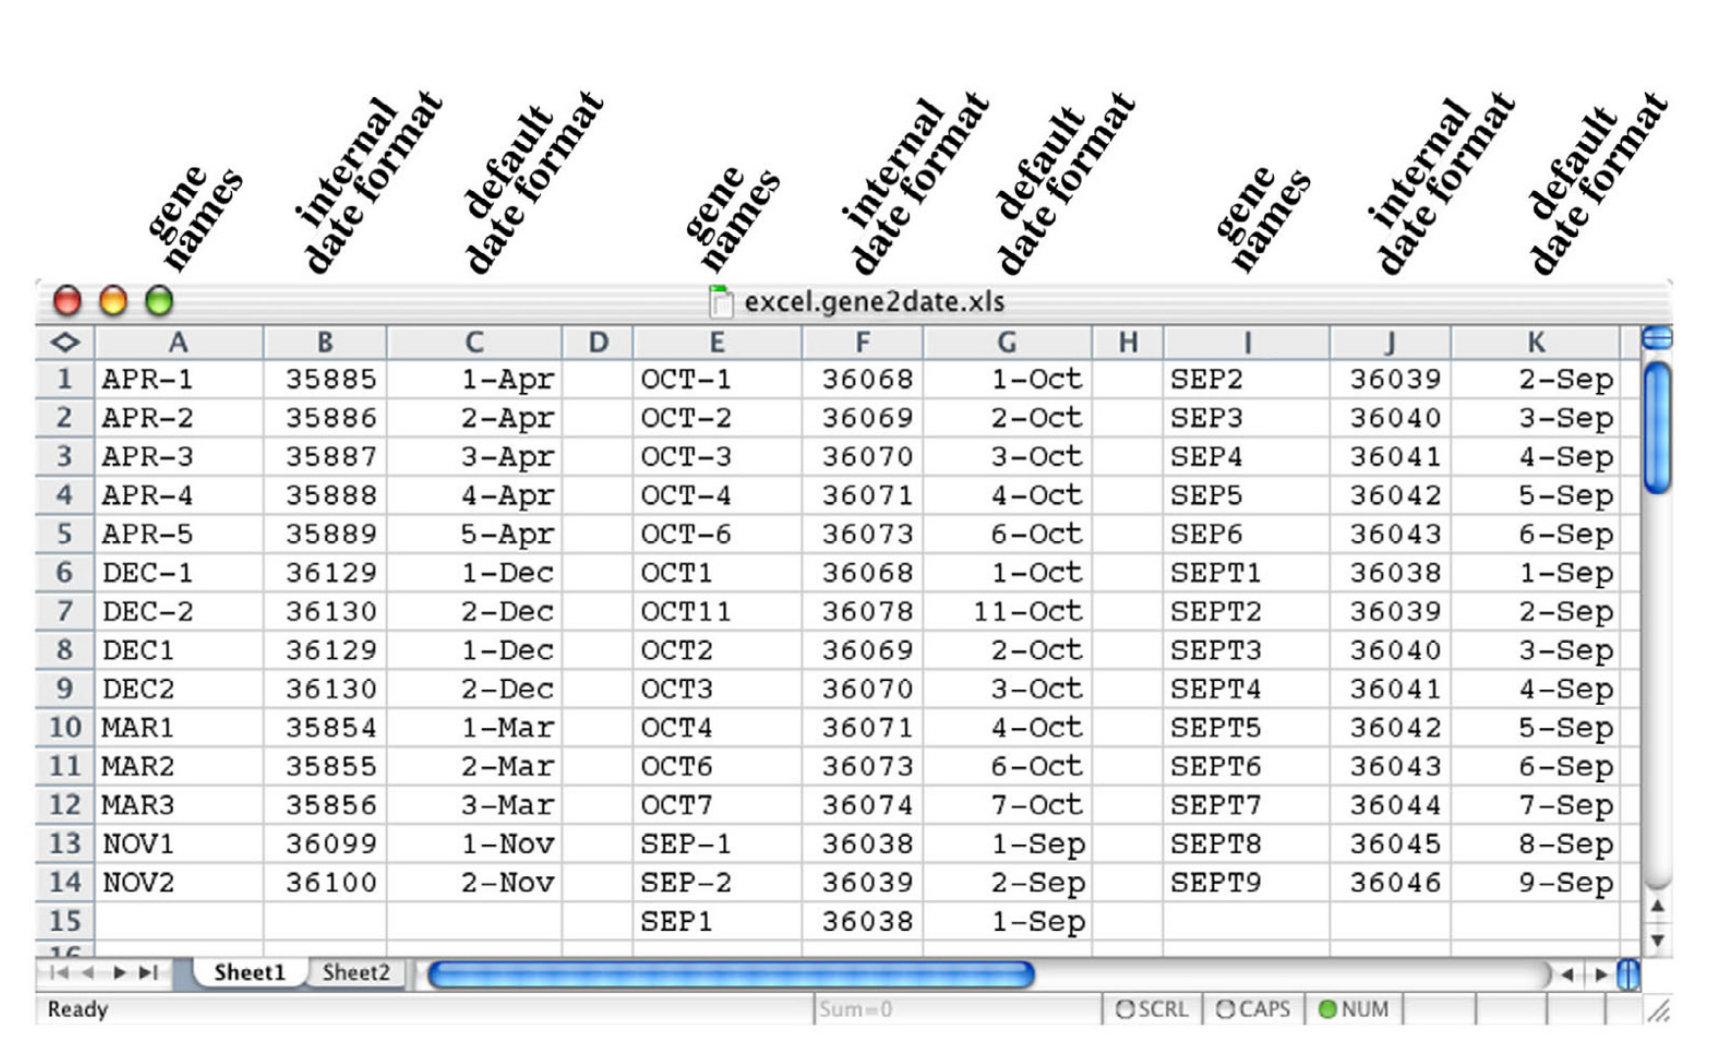 gene names internal date format default date format gene names internal date format default date format gene names internal date format default date format
excel.gene2date.xls
A B C D E F G H I J K
1 APR-1 35885 1-Apr OCT-1 36068 1-Oct SEP2 36039 2-Sep
2 APR-2 35886 2-Apr OCT-2 36069 2-Oct SEP3 36040 3-Sep
3 APR-3 35887 3-Apr OCT-3 36070 3-Oct SEP4 36041 4-Sep
4 APR-4 35888 4-Apr OCT-4 36071 4-Oct SEP5 36042 5-Sep
5 APR-5 35889 5-Apr OCT-6 36073 6-Oct SEP6 36043 6-Sep
6 DEC-1 36129 1-Dec OCT1 36068 1-Oct SEPT1 36038 1-Sep
7 DEC-2 36130 2-Dec OCT11 36078 11-Oct SEPT2 36039 2-Sep
8 DEC1 36129 1-Dec OCT2 36069 2-Oct SEPT3 36040 3-Sep
9 DEC2 36130 2-Dec OCT3 36070 3-Oct SEPT4 36041 4-Sep
10 MAR1 35854 1-Mar OCT4 36071 4-Oct SEPT5 36042 5-Sep
11 MAR2 35855 2-Mar OCT6 36073 6-Oct SEPT6 36043 6-Sep
12 MAR3 35856 3-Mar OCT7 36074 7-Oct SEPT7 36044 7-Sep
13 NOV1 36099 1-Nov SEP-1 36038 1-Sep SEPT8 36045 8-Sep
14 NOV2 36100 2-Nov SEP-2 36039 2-Sep SEPT9 36046 9-Sep
15 SEP1 36038 1-Sep
16
Sheet1 Sheet2
Ready Sum=0 SCRL CAPS NUM